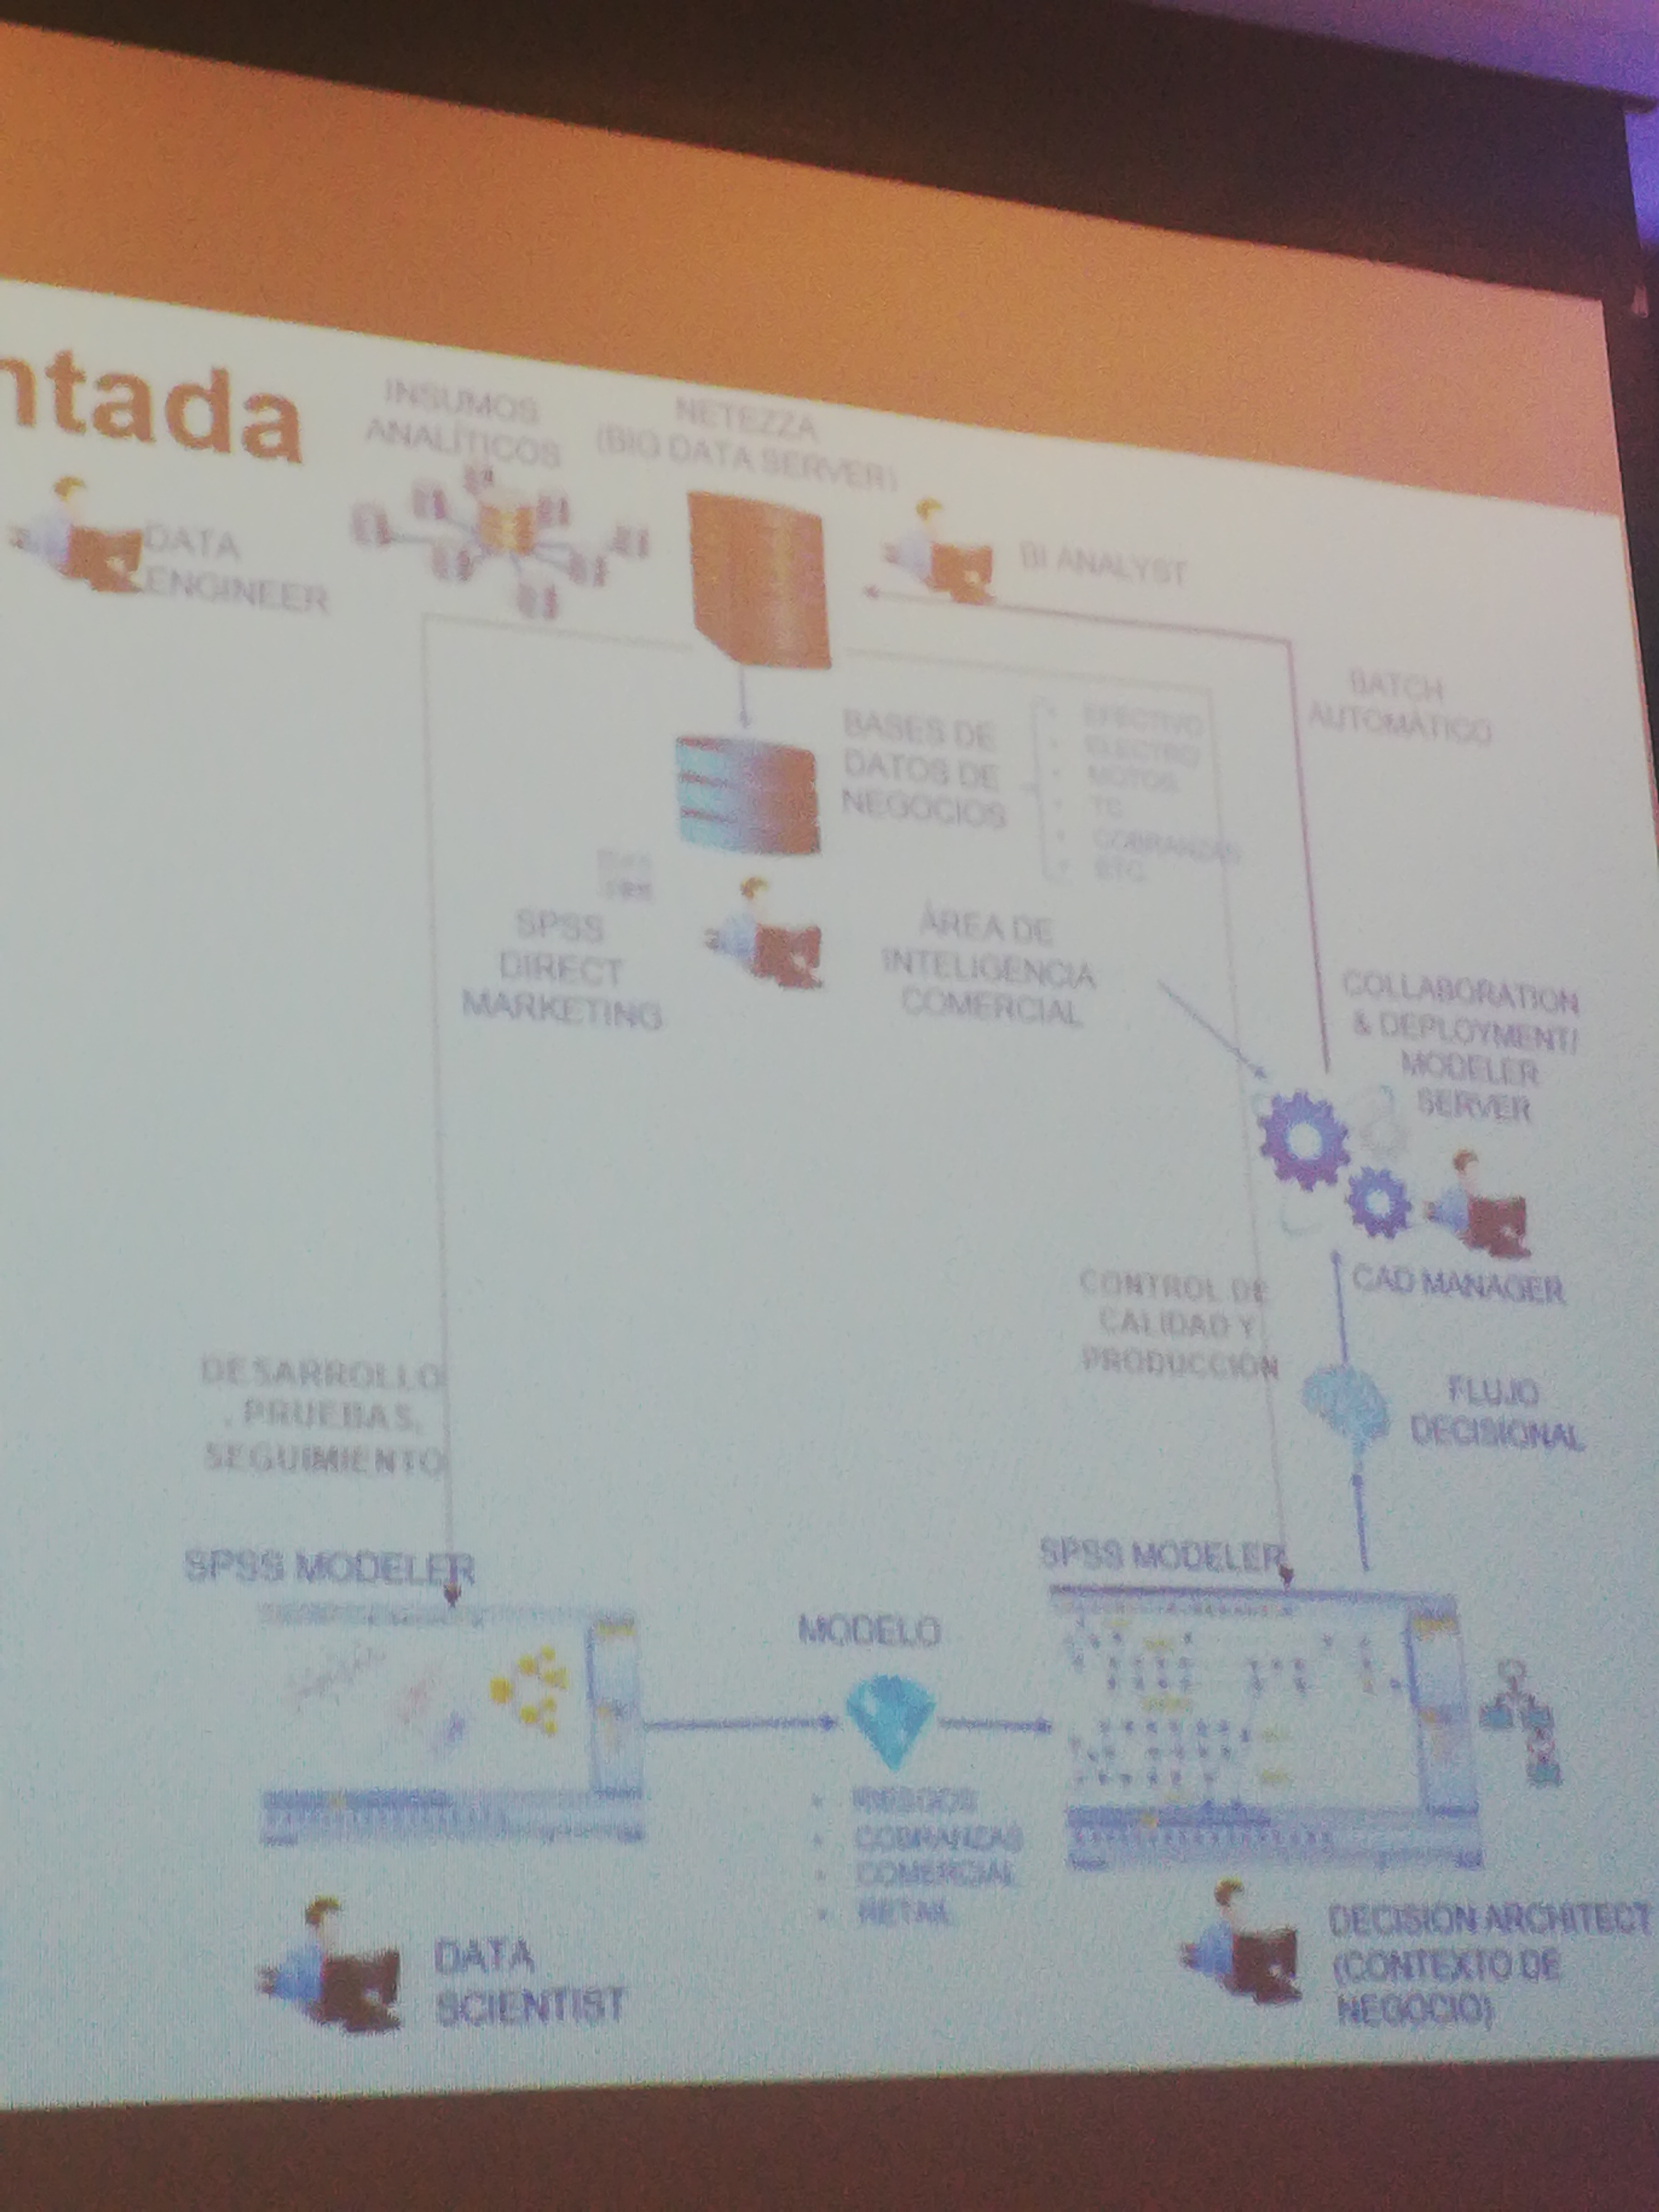 ntada
INSUMOS
ANALÍTICOS
NETEZZA
(BIG DATA SERVER)
DATA
ENGINEER
BI ANALYST
BATCH
AUTOMÁTICO
BASES DE
DATOS DE
NEGOCIOS
EFECTIVO
ELECTRO
MOTOS
TC
COBRANZAS
ETC
SPSS
DIRECT
MARKETING
ÁREA DE
INTELIGENCIA
COMERCIAL
COLLABORATION
& DEPLOYMENT/
MODELER
SERVER
CAD MANAGER
CONTROL DE
CALIDAD Y
PRODUCCIÓN
FLUJO
DECISIONAL
DESARROLLO
, PRUEBAS,
SEGUIMIENTO
SPSS MODELER
MODELO
SPSS MODELER
RIESGOS
COBRANZAS
COMERCIAL
RETAIL
DATA
SCIENTIST
DECISION ARCHITECT
(CONTEXTO DE
NEGOCIO)